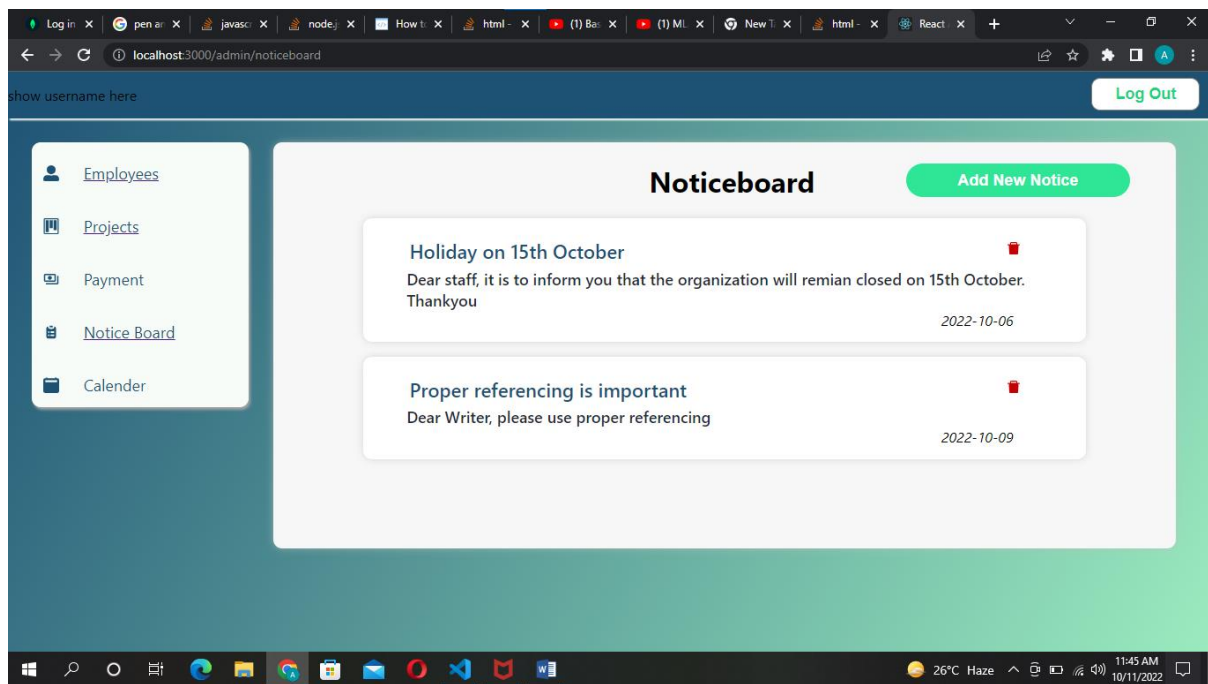 Log in
pen an
javascr
node.j
How to
html -
(1) Bas
(1) ML
New Ta
html -
React
localhost:3000/admin/noticeboard
A
show username here
Log Out
Employees
Projects
Payment
Notice Board
Calender
Noticeboard
Add New Notice
Holiday on 15th October
Dear staff, it is to inform you that the organization will remian closed on 15th October.
Thankyou
2022-10-06
Proper referencing is important
Dear Writer, please use proper referencing
2022-10-09
26°C Haze
11:45 AM
10/11/2022